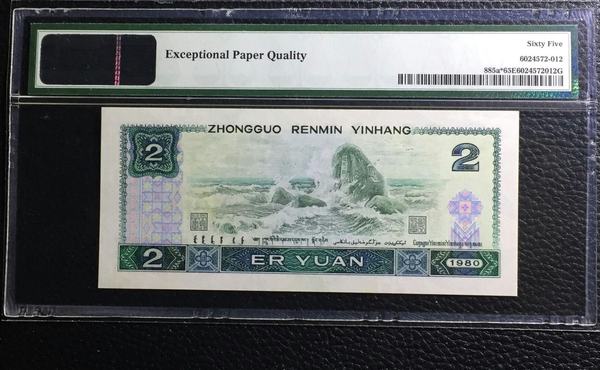 Sixty Five
Exceptional Paper Quality
6024572-012
885a*65E6024572012G
ZHONGGUO RENMIN YINHANG
2 2
2 ER YUAN 1980